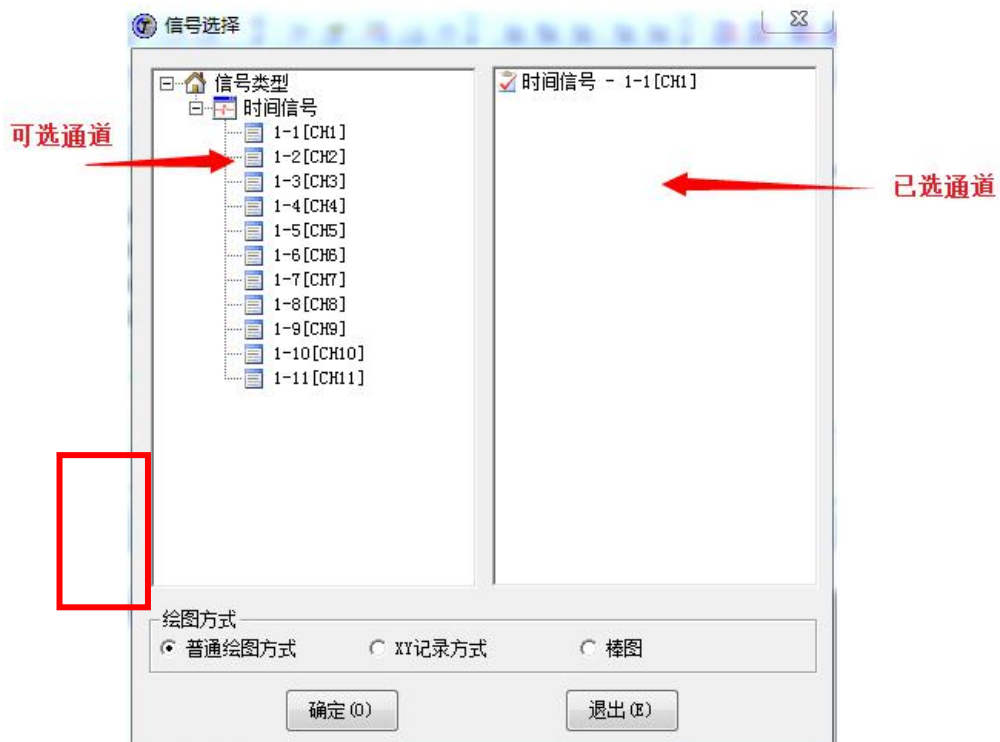 信号选择
信号类型
时间信号
1-1[CH1]
1-2[CH2]
1-3[CH3]
1-4[CH4]
1-5[CH5]
1-6[CH6]
1-7[CH7]
1-8[CH8]
1-9[CH9]
1-10[CH10]
1-11[CH11]
可选通道
时间信号 - 1-1[CH1]
已选通道
绘图方式
普通绘图方式 XY记录方式 棒图
确定(O) 退出(E)